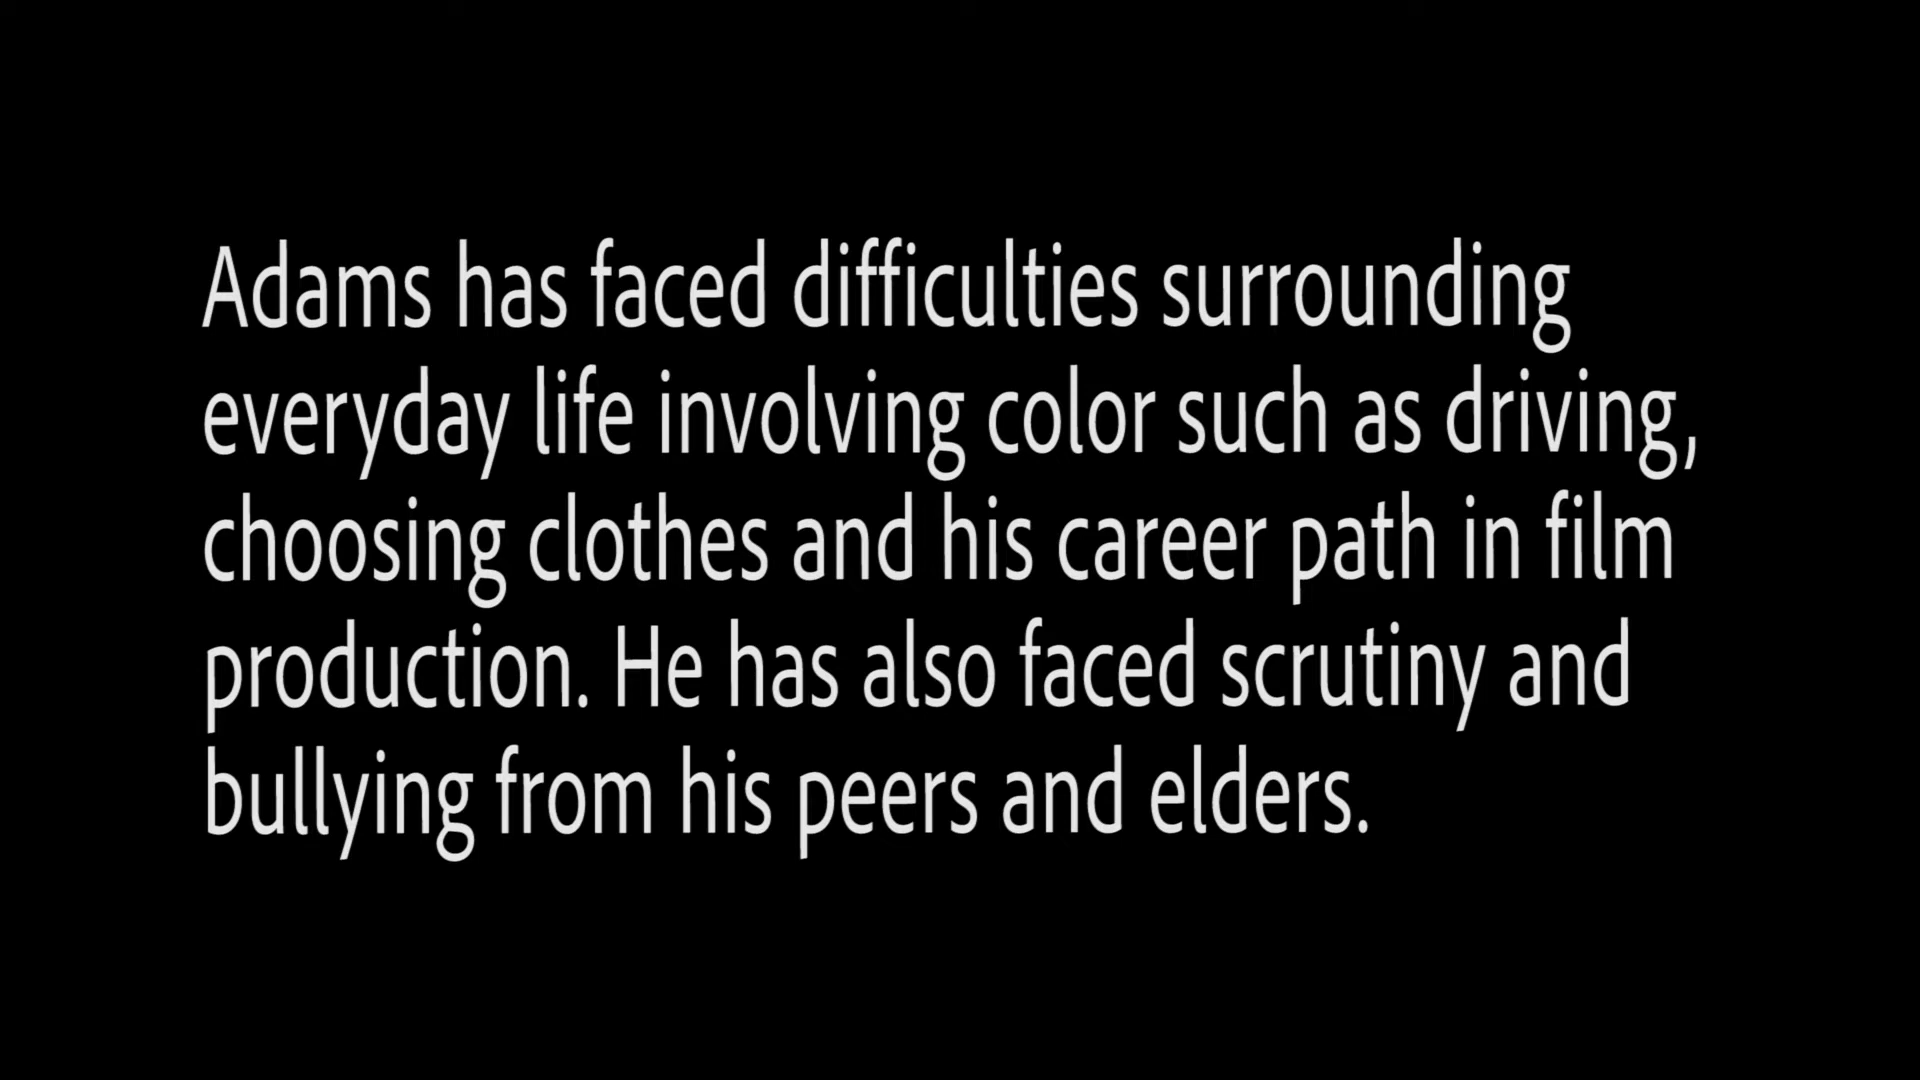 Adams has faced difficulties surrounding
everyday life involving color such as driving,
choosing clothes and his career path in film
production. He has also faced scrutiny and
bullying from his peers and elders.